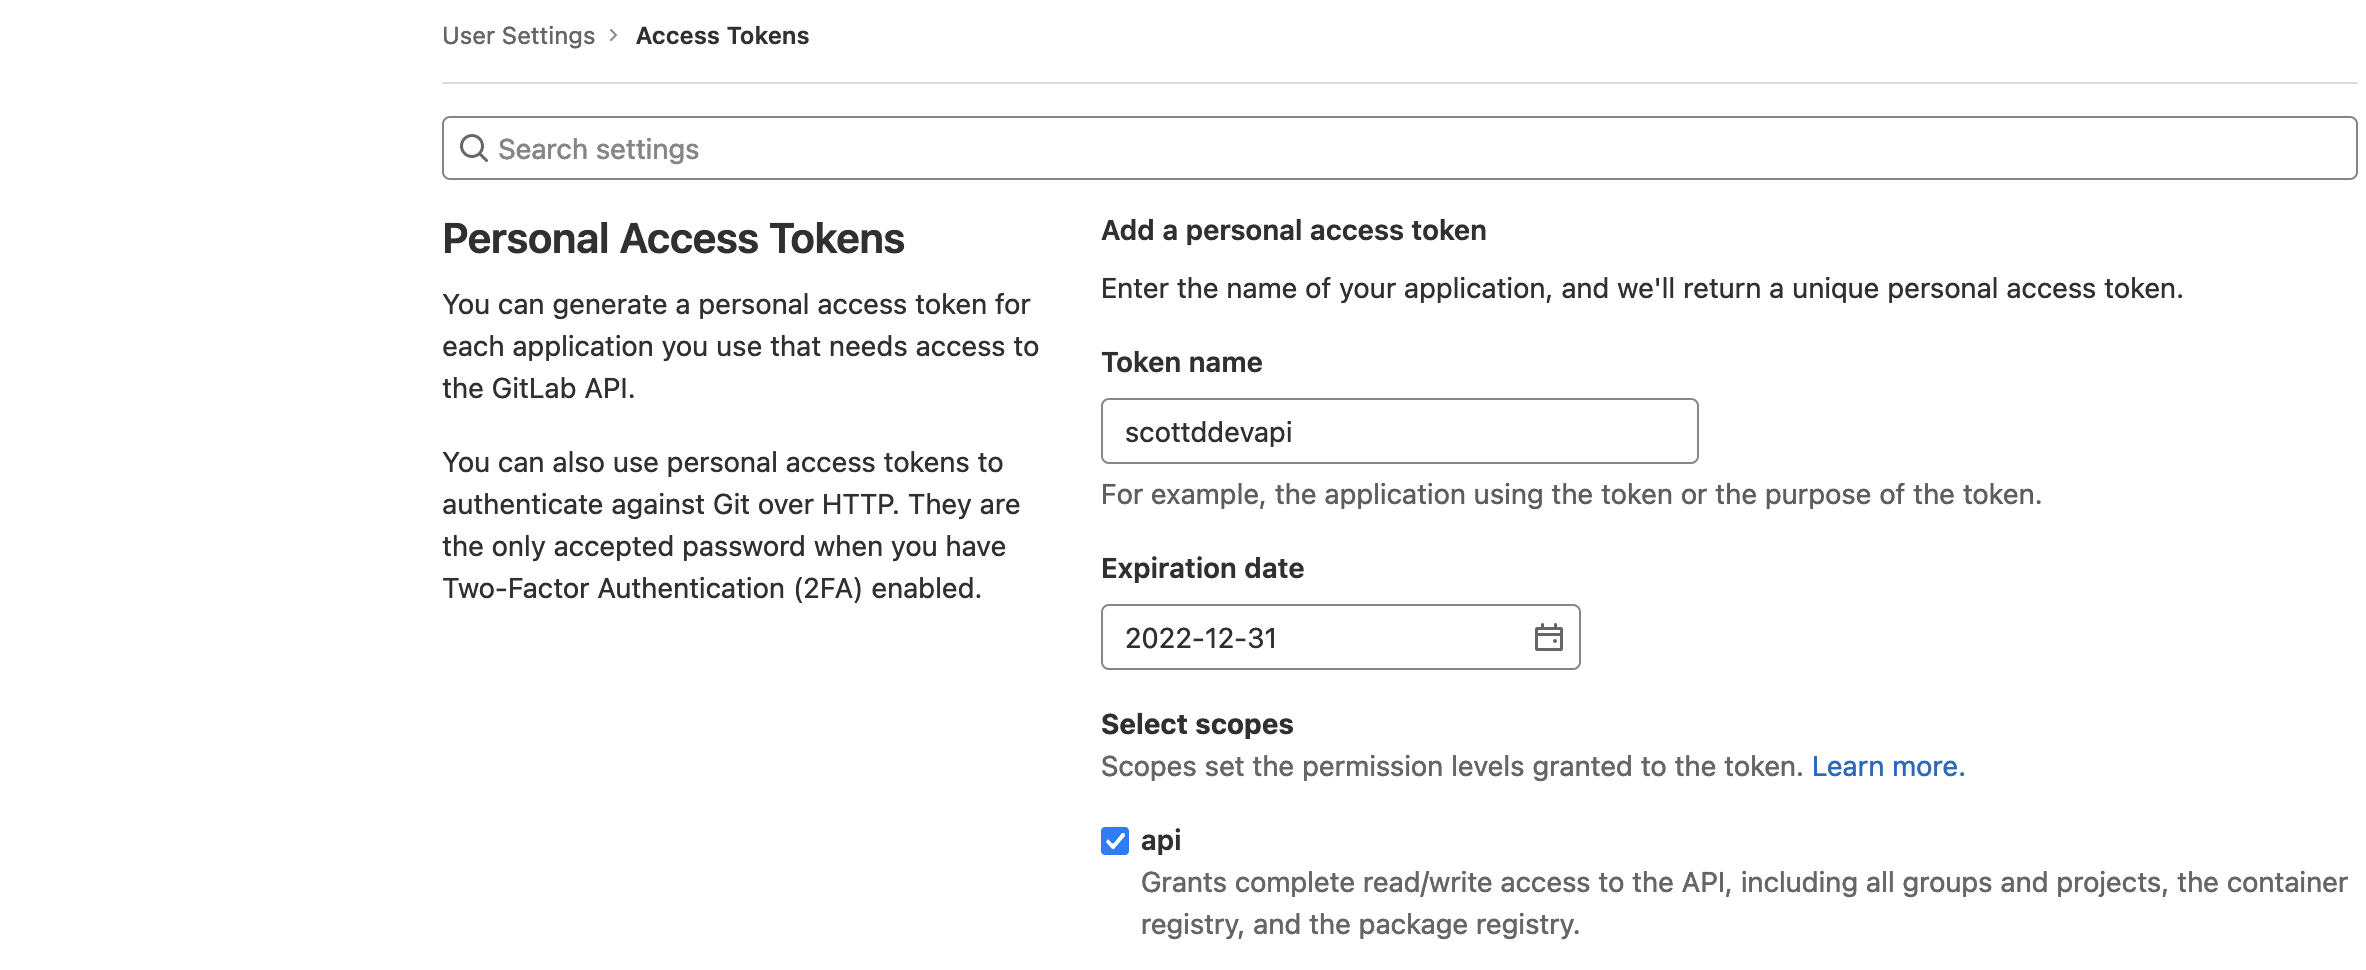 User Settings > Access Tokens
Search settings
Personal Access Tokens
You can generate a personal access token for
each application you use that needs access to
the GitLab API.
You can also use personal access tokens to
authenticate against Git over HTTP. They are
the only accepted password when you have
Two-Factor Authentication (2FA) enabled.
Add a personal access token
Enter the name of your application, and we'll return a unique personal access token.
Token name
scottddevapi
For example, the application using the token or the purpose of the token.
Expiration date
2022-12-31
Select scopes
Scopes set the permission levels granted to the token. Learn more.
api
Grants complete read/write access to the API, including all groups and projects, the container
registry, and the package registry.